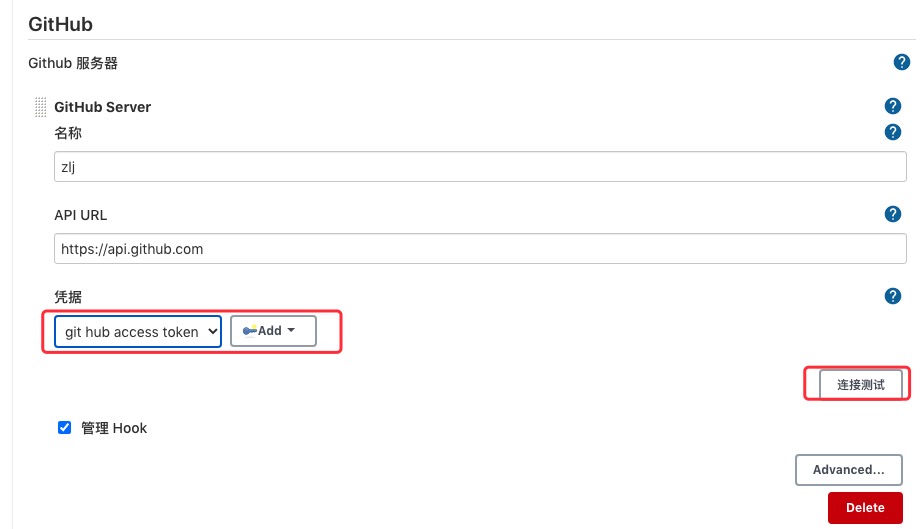 GitHub
Github 服务器
GitHub Server
名称
zlj
API URL
https://api.github.com
凭据
git hub access token
Add
连接测试
管理 Hook
Advanced...
Delete